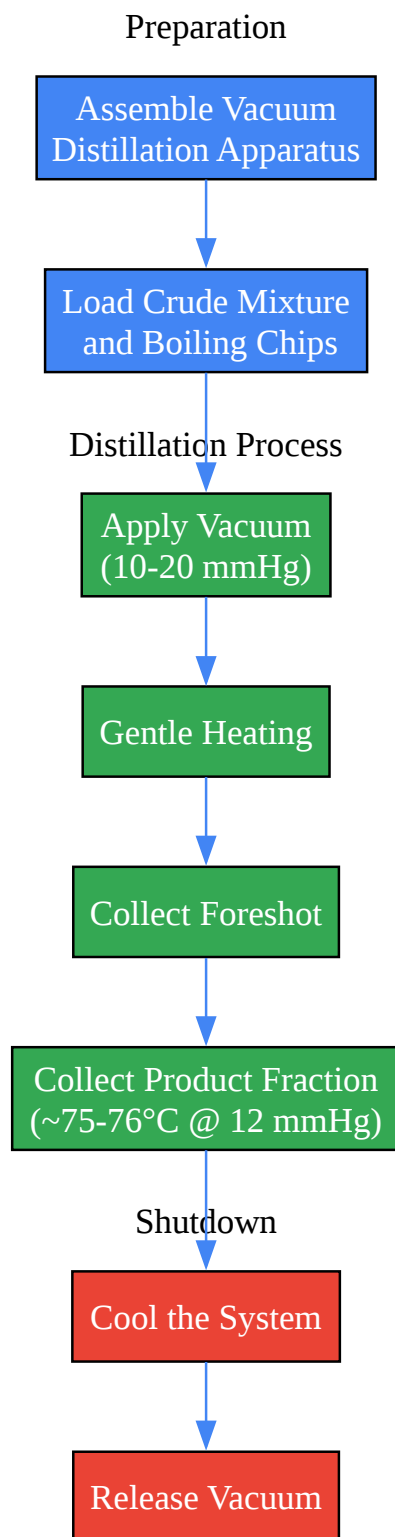 Preparation
Assemble Vacuum
Distillation Apparatus
Load Crude Mixture
and Boiling Chips
Distillation Process
Apply Vacuum
(10-20 mmHg)
Gentle Heating
Collect Foreshot
Collect Product Fraction
(~75-76°C @ 12 mmHg)
Shutdown
Cool the System
Release Vacuum